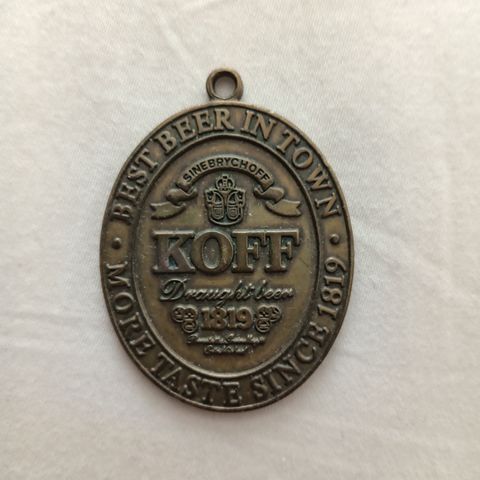 BEST BEER IN TOWN
SINEBRYCHOFF
KOFF
Draught beer
1819
MORE TASTE SINCE 1819